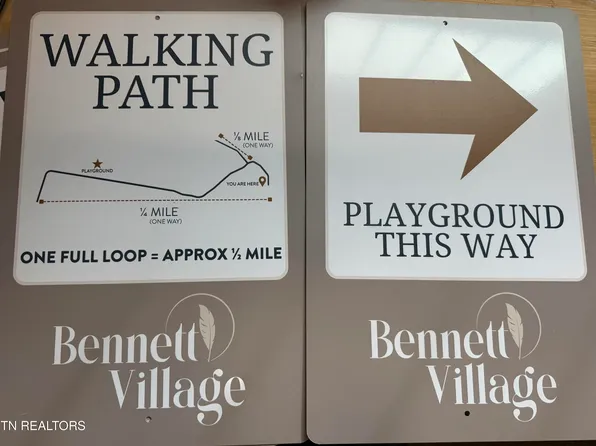 WALKING
PATH
⅛ MILE
(ONE WAY)
PLAYGROUND
YOU ARE HERE
¼ MILE
(ONE WAY)
ONE FULL LOOP = APPROX ½ MILE
Bennett
Village
PLAYGROUND
THIS WAY
Bennett
Village
TN REALTORS